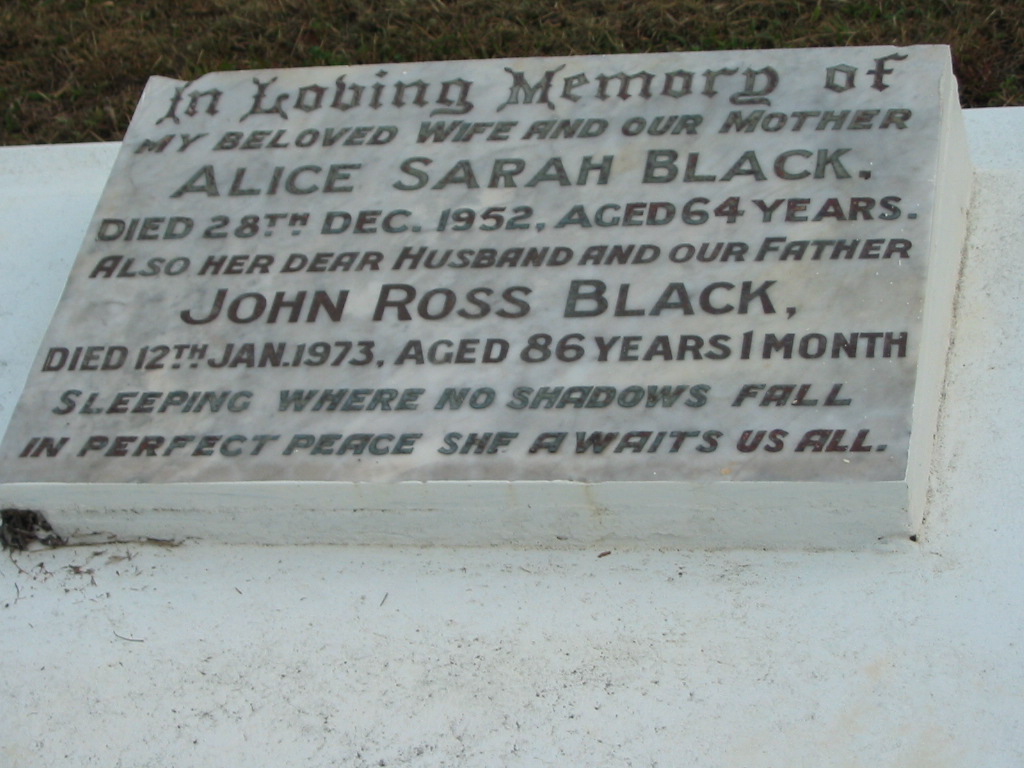 In Loving Memory of
MY BELOVED WIFE AND OUR MOTHER
ALICE SARAH BLACK.
DIED 28TH DEC. 1952, AGED 64 YEARS.
ALSO HER DEAR HUSBAND AND OUR FATHER
JOHN ROSS BLACK,
DIED 12TH JAN. 1973, AGED 86 YEARS 1 MONTH
SLEEPING WHERE NO SHADOWS FALL
IN PERFECT PEACE SHE AWAITS US ALL.